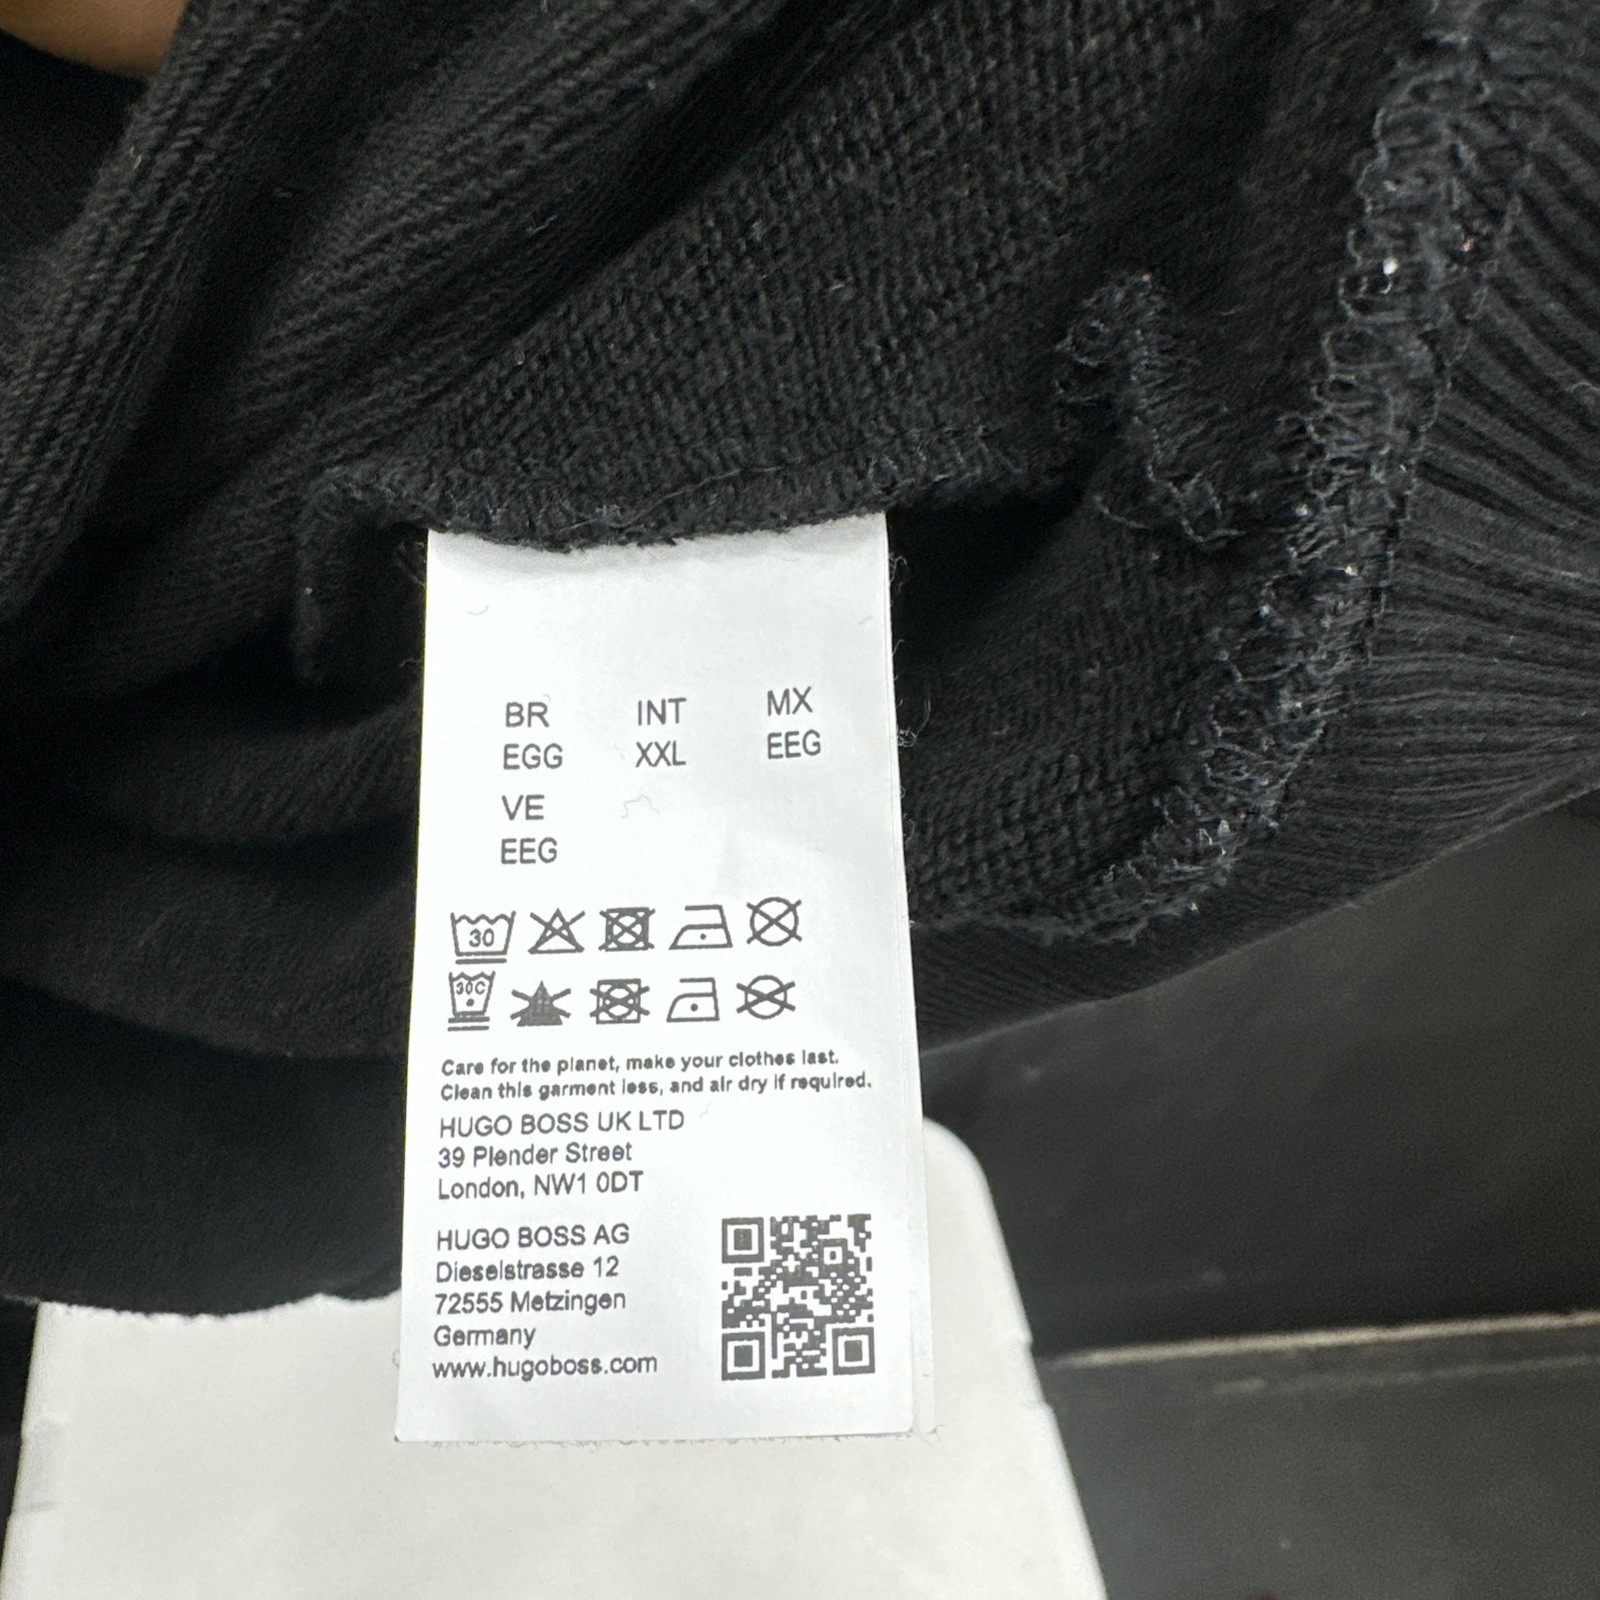 BR INT MX
EGG XXL EEG
VE
EEG
30
30C
Care for the planet, make your clothes last.
Clean this garment less, and air dry if required.
HUGO BOSS UK LTD
39 Plender Street
London, NW1 0DT
HUGO BOSS AG
Dieselstrasse 12
72555 Metzingen
Germany
www.hugoboss.com